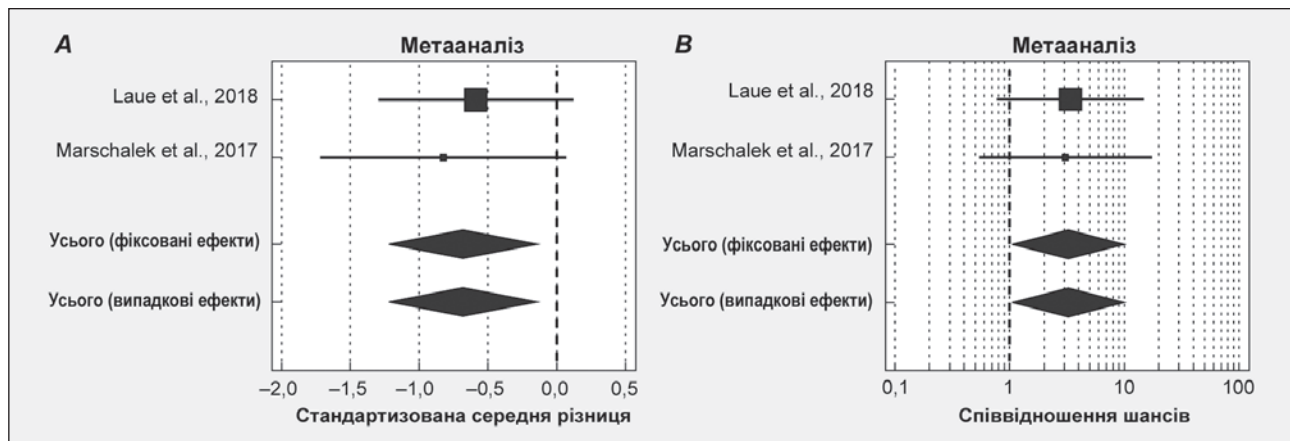 A
Метааналіз
Laue et al., 2018
Marschalek et al., 2017
Усього (фіксовані ефекти)
Усього (випадкові ефекти)
–2,0 –1,5 –1,0 –0,5 0,0 0,5
Стандартизована середня різниця
B
Метааналіз
Laue et al., 2018
Marschalek et al., 2017
Усього (фіксовані ефекти)
Усього (випадкові ефекти)
0,1 1 10 100
Співвідношення шансів